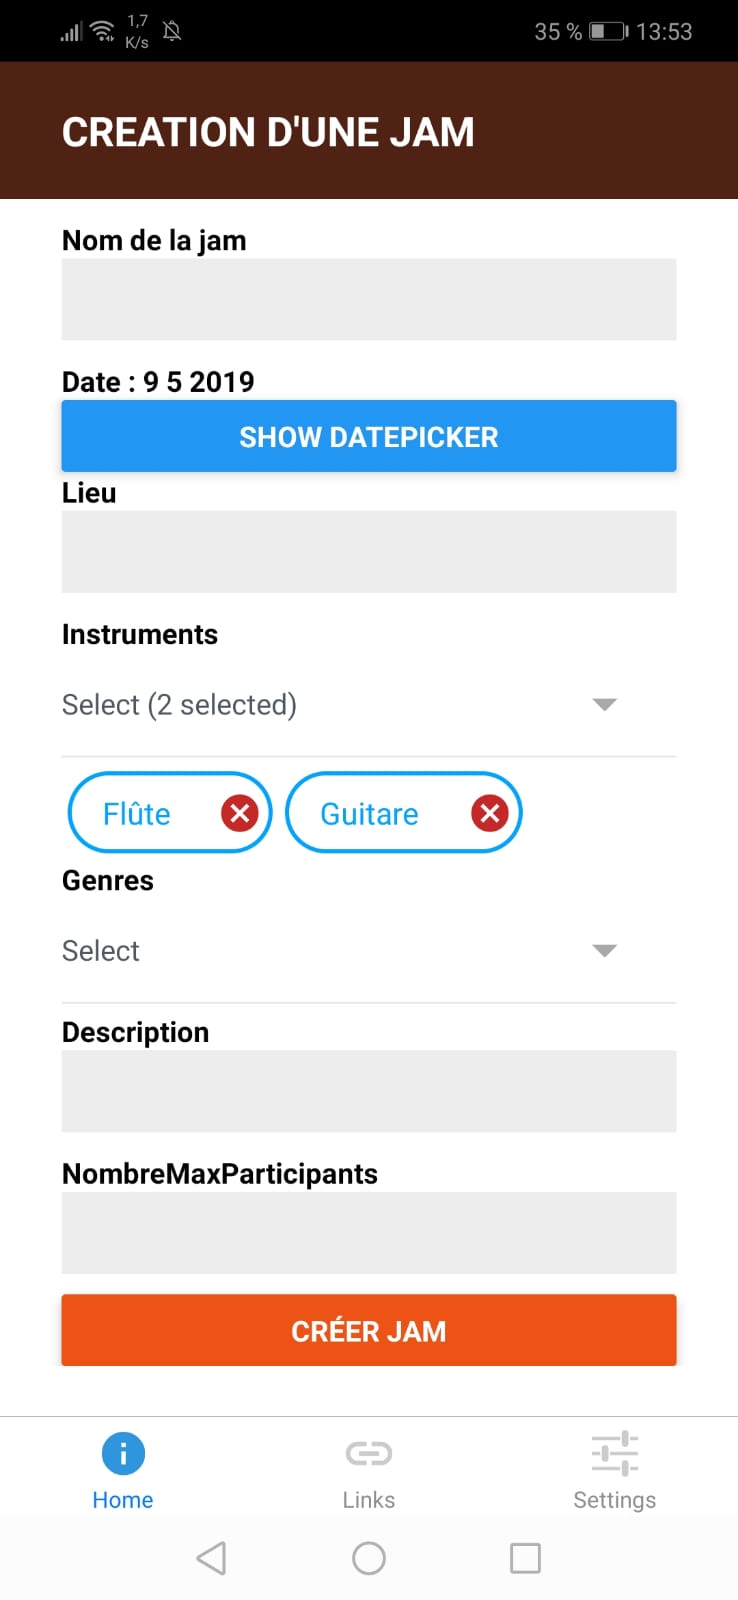 1,7
K/s
35 %
13:53
CREATION D'UNE JAM
Nom de la jam
Date : 9 5 2019
SHOW DATEPICKER
Lieu
Instruments
Select (2 selected)
Flûte
Guitare
Genres
Select
Description
NombreMaxParticipants
CRÉER JAM
Home
Links
Settings